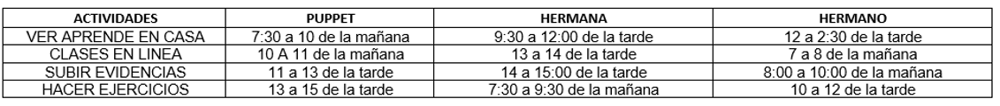 ACTIVIDADES PUPPET HERMANA HERMANO
VER APRENDE EN CASA 7:30 a 10 de la mañana 9:30 a 12:00 de la tarde 12 a 2:30 de la tarde
CLASES EN LINEA 10 A 11 de la mañana 13 a 14 de la tarde 7 a 8 de la mañana
SUBIR EVIDENCIAS 11 a 13 de la tarde 14 a 15:00 de la tarde 8:00 a 10:00 de la mañana
HACER EJERCICIOS 13 a 15 de la tarde 7:30 a 9:30 de la mañana 10 a 12 de la tarde